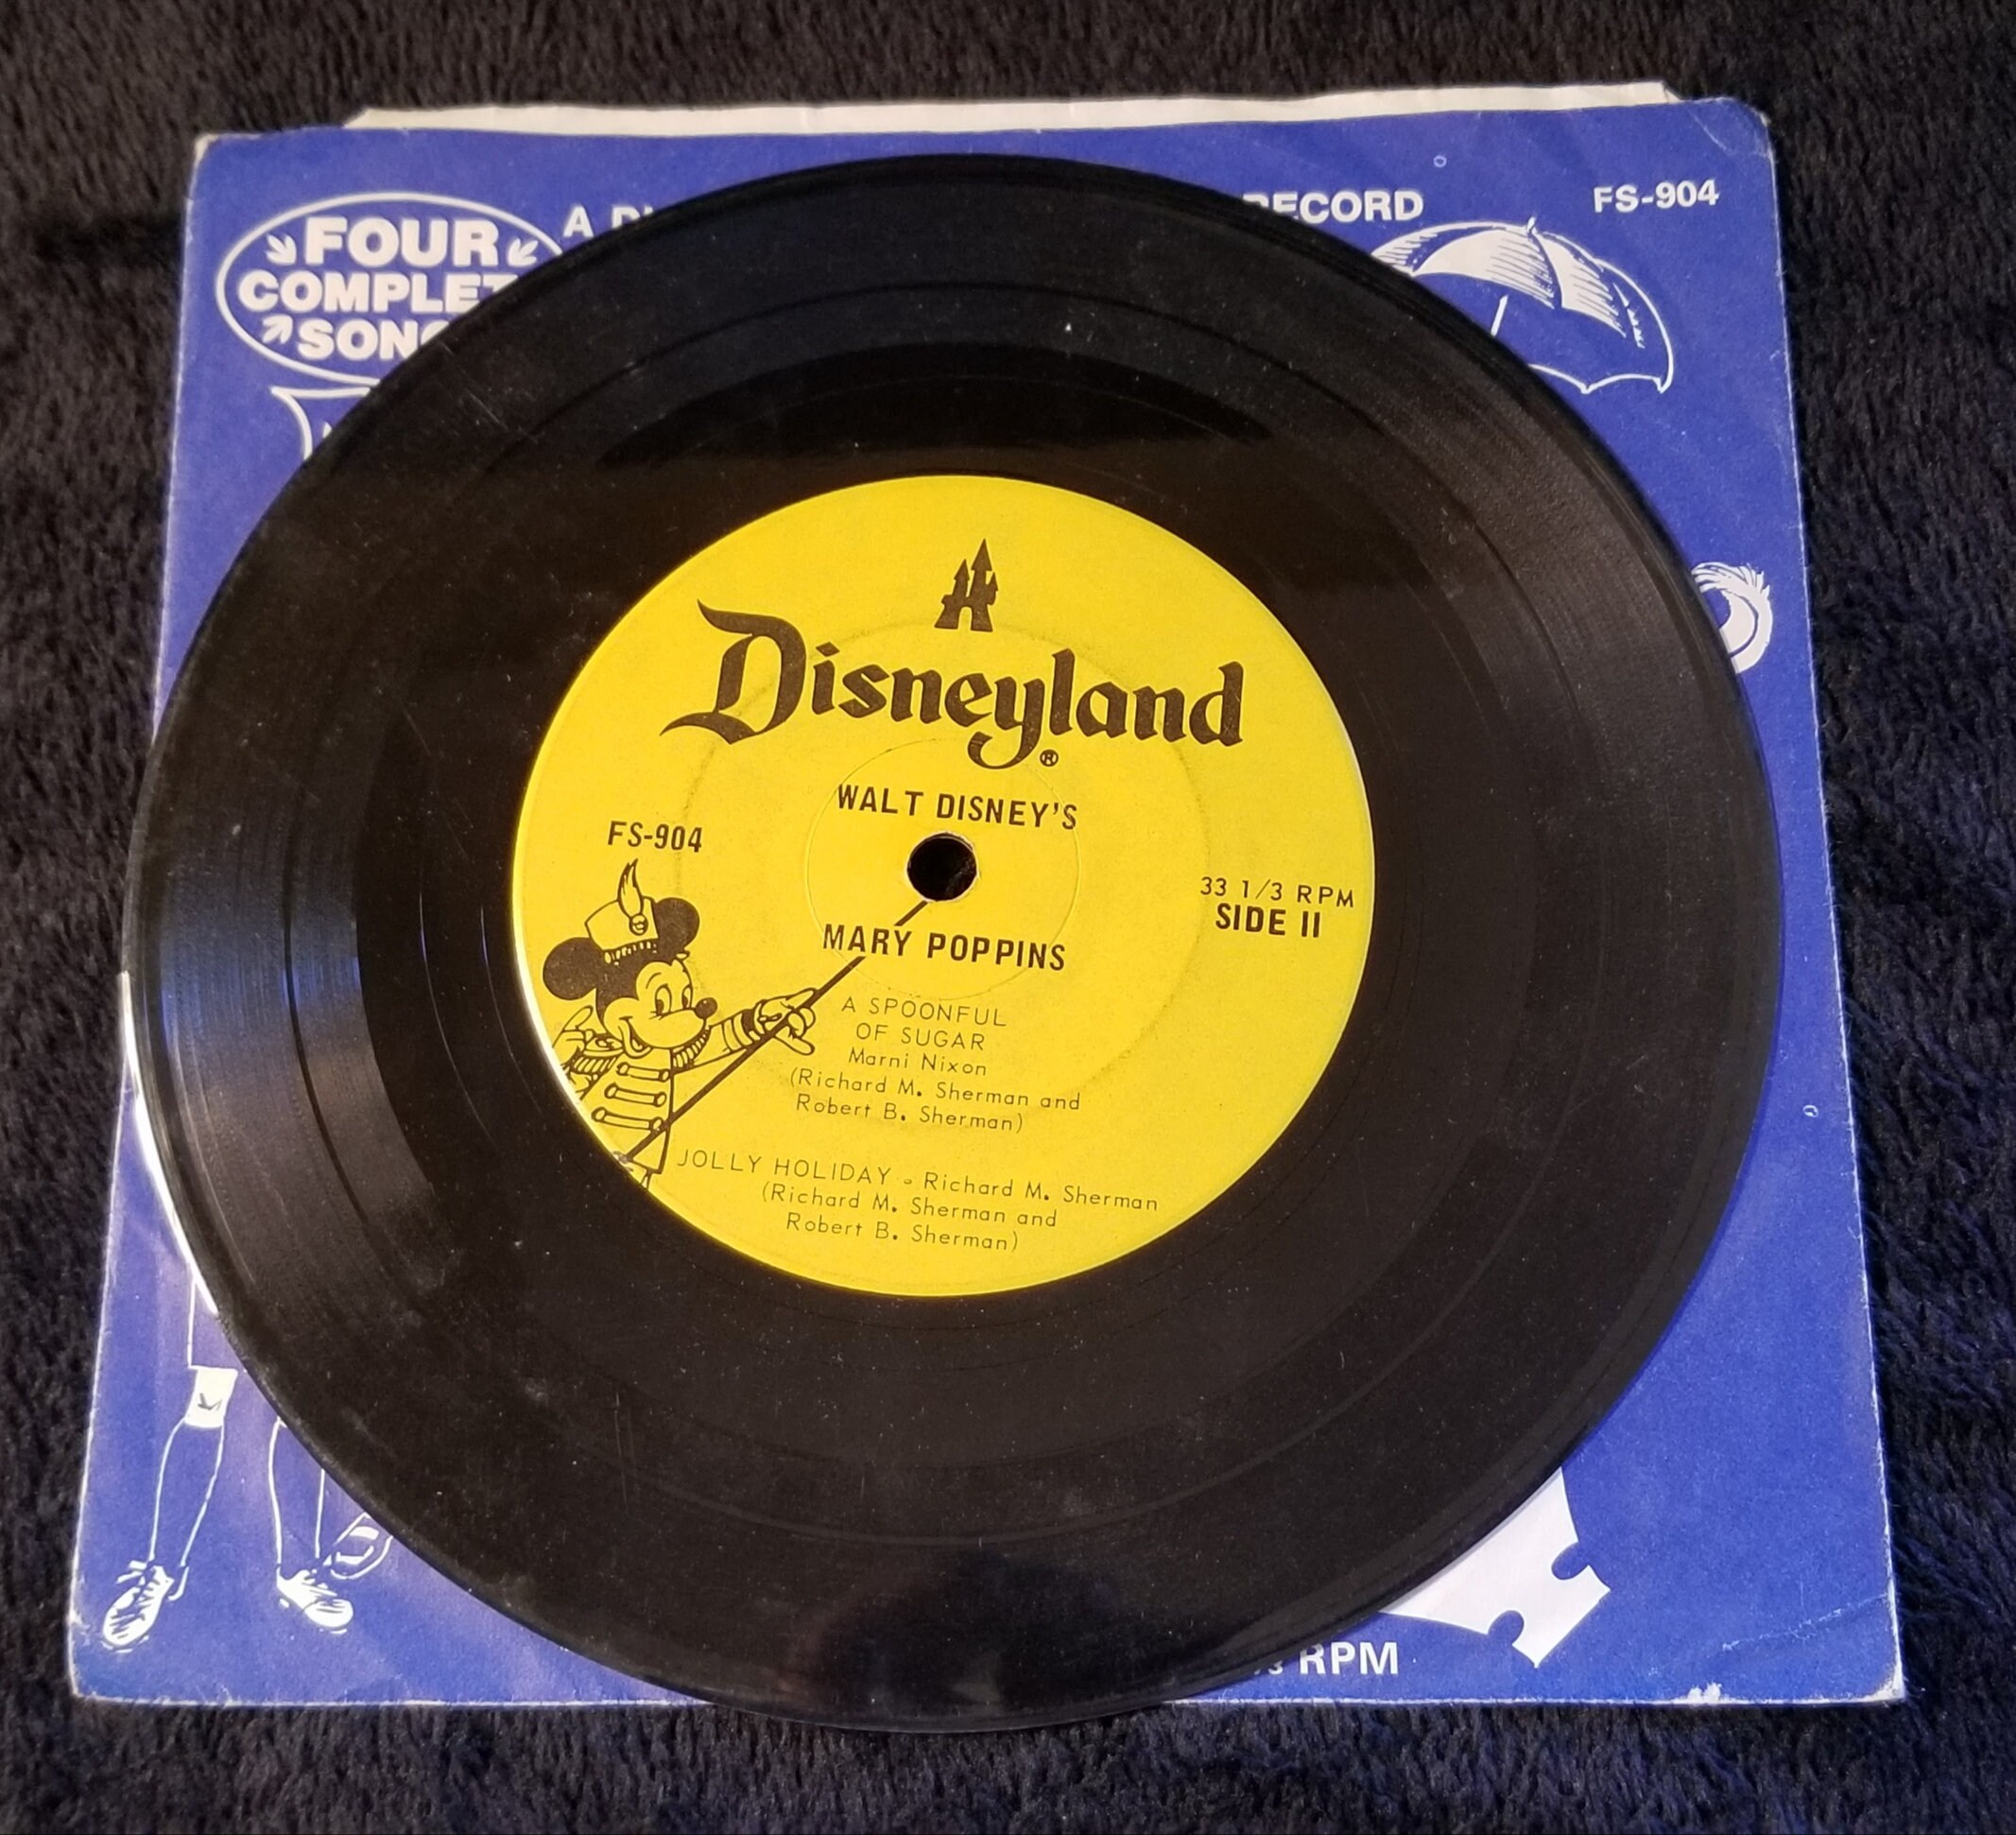 FOUR
A
RECORD
FS-904
COMPLET
SONG
Disneyland
®
WALT DISNEY'S
FS-904
33 1/3 RPM
SIDE II
MARY POPPINS
A SPOONFUL
OF SUGAR
Marni Nixon
(Richard M. Sherman and
Robert B. Sherman)
JOLLY HOLIDAY - Richard M. Sherman
(Richard M. Sherman and
Robert B. Sherman)
RPM